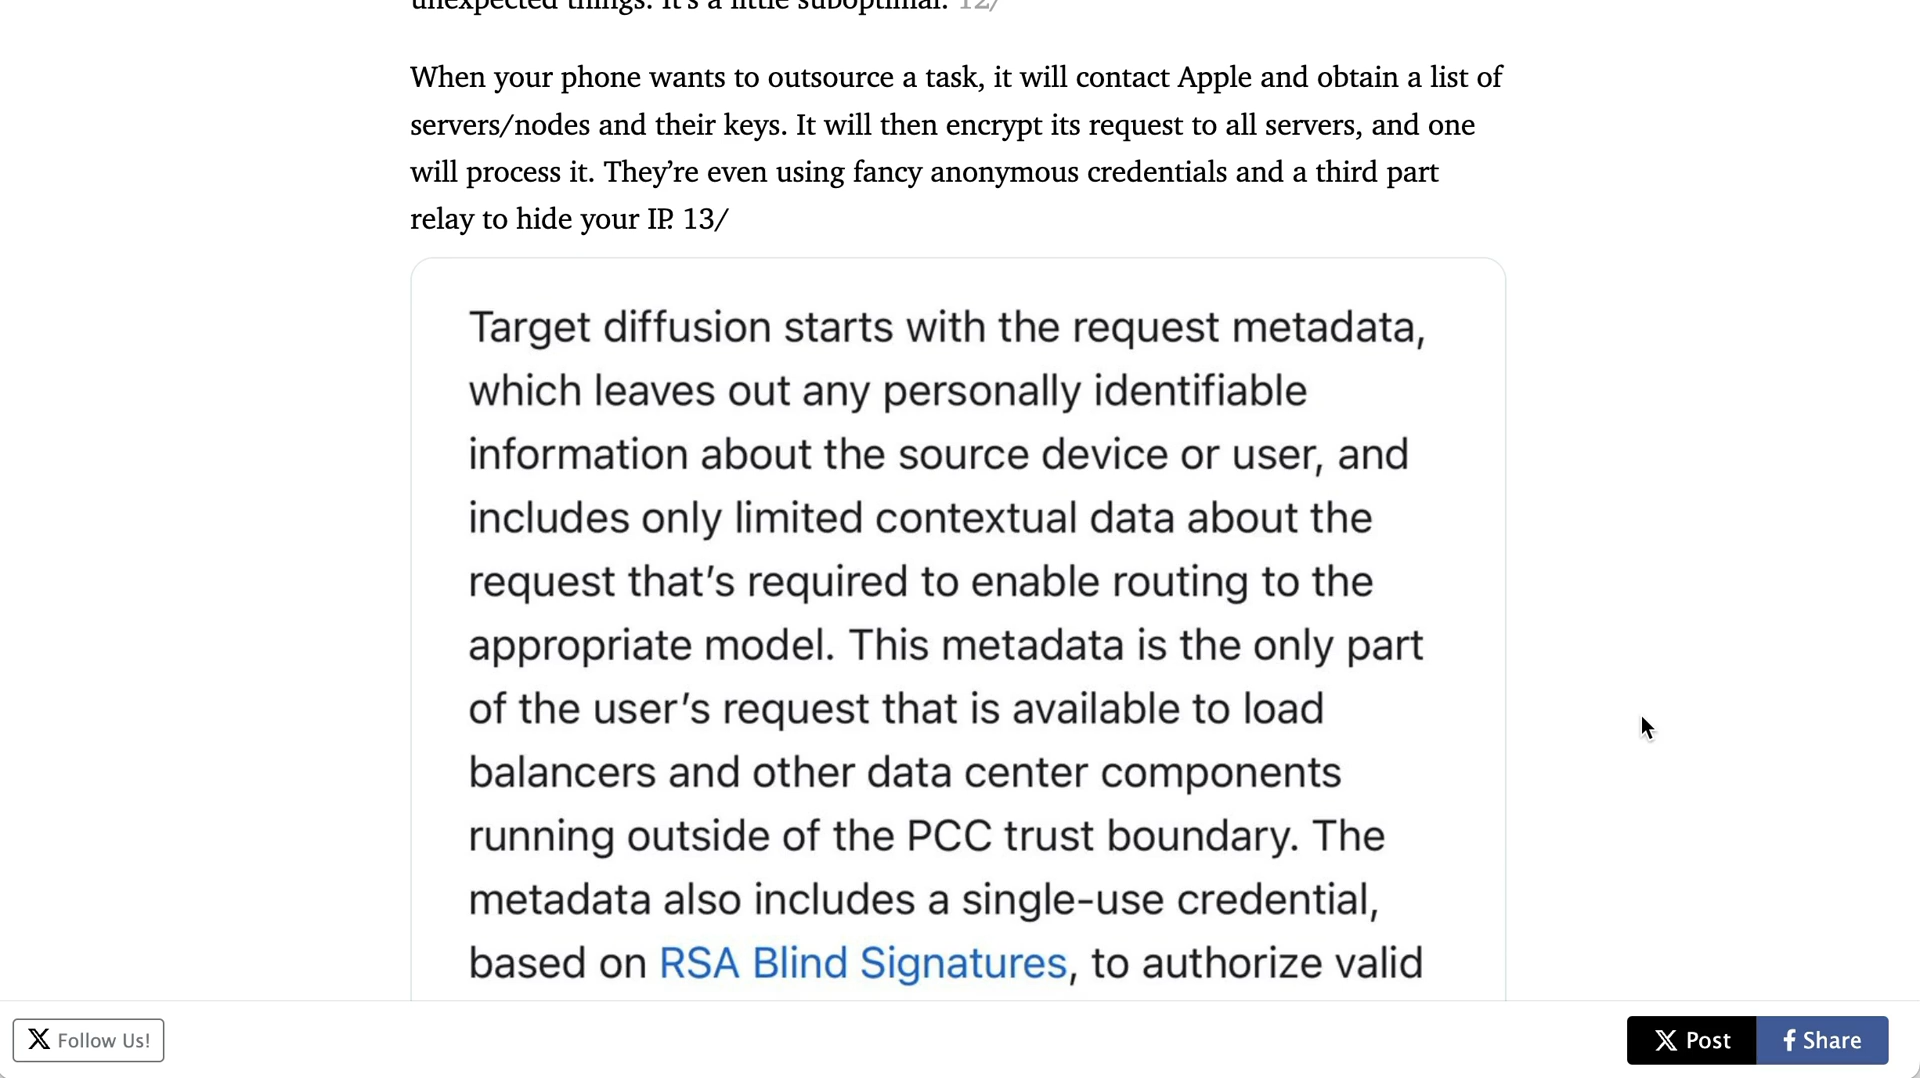 unexpected things. It's a little suboptimal. 12/
When your phone wants to outsource a task, it will contact Apple and obtain a list of
servers/nodes and their keys. It will then encrypt its request to all servers, and one
will process it. They’re even using fancy anonymous credentials and a third part
relay to hide your IP. 13/
Target diffusion starts with the request metadata,
which leaves out any personally identifiable
information about the source device or user, and
includes only limited contextual data about the
request that’s required to enable routing to the
appropriate model. This metadata is the only part
of the user’s request that is available to load
balancers and other data center components
running outside of the PCC trust boundary. The
metadata also includes a single-use credential,
based on RSA Blind Signatures, to authorize valid
Follow Us!
Post
Share